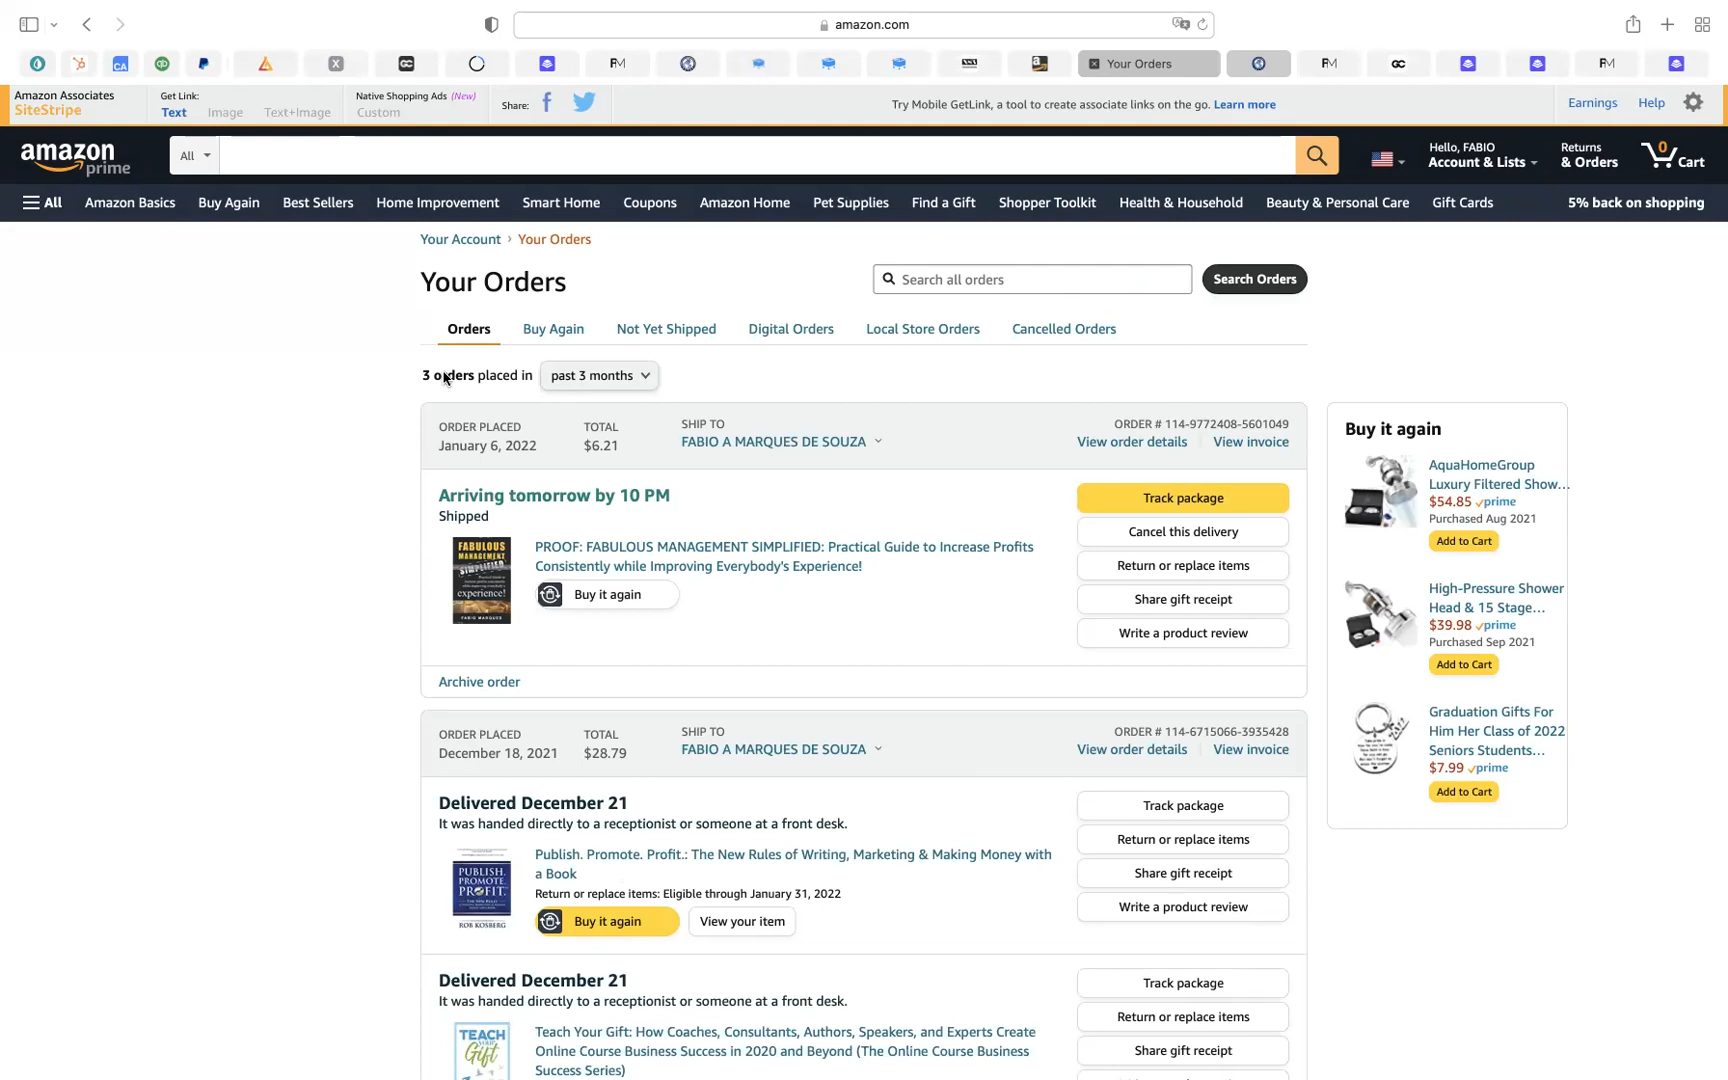 amazon.com
Your Orders
Amazon Associates
SiteStripe
Get Link:
Text Image Text+Image
Native Shopping Ads (New)
Custom
Share:
Try Mobile GetLink, a tool to create associate links on the go. Learn more
Earnings Help
amazon
prime
All
Hello, FABIO
Account & Lists
Returns
& Orders
0
Cart
All Amazon Basics Buy Again Best Sellers Home Improvement Smart Home Coupons Amazon Home Pet Supplies Find a Gift Shopper Toolkit Health & Household Beauty & Personal Care Gift Cards 5% back on shopping
Your Account › Your Orders
Your Orders
Search all orders
Search Orders
Orders Buy Again Not Yet Shipped Digital Orders Local Store Orders Cancelled Orders
3 orders placed in past 3 months
ORDER PLACED
January 6, 2022
TOTAL
$6.21
SHIP TO
FABIO A MARQUES DE SOUZA
ORDER # 114-9772408-5601049
View order details View invoice
Arriving tomorrow by 10 PM
Shipped
FABULOUS
MANAGEMENT
SIMPLIFIED
experience!
FABIO MARQUES
PROOF: FABULOUS MANAGEMENT SIMPLIFIED: Practical Guide to Increase Profits
Consistently while Improving Everybody's Experience!
Buy it again
Track package
Cancel this delivery
Return or replace items
Share gift receipt
Write a product review
Archive order
ORDER PLACED
December 18, 2021
TOTAL
$28.79
SHIP TO
FABIO A MARQUES DE SOUZA
ORDER # 114-6715066-3935428
View order details View invoice
Delivered December 21
It was handed directly to a receptionist or someone at a front desk.
PUBLISH.
PROMOTE.
PROFIT.
ROB KOSBERG
Publish. Promote. Profit.: The New Rules of Writing, Marketing & Making Money with
a Book
Return or replace items: Eligible through January 31, 2022
Buy it again
View your item
Track package
Return or replace items
Share gift receipt
Write a product review
Delivered December 21
It was handed directly to a receptionist or someone at a front desk.
TEACH
YOUR
Gift
Teach Your Gift: How Coaches, Consultants, Authors, Speakers, and Experts Create
Online Course Business Success in 2020 and Beyond (The Online Course Business
Success Series)
Track package
Return or replace items
Share gift receipt
Buy it again
AquaHomeGroup
Luxury Filtered Show...
$54.85 prime
Purchased Aug 2021
Add to Cart
High-Pressure Shower
Head & 15 Stage...
$39.98 prime
Purchased Sep 2021
Add to Cart
Graduation Gifts For
Him Her Class of 2022
Seniors Students...
$7.99 prime
Add to Cart